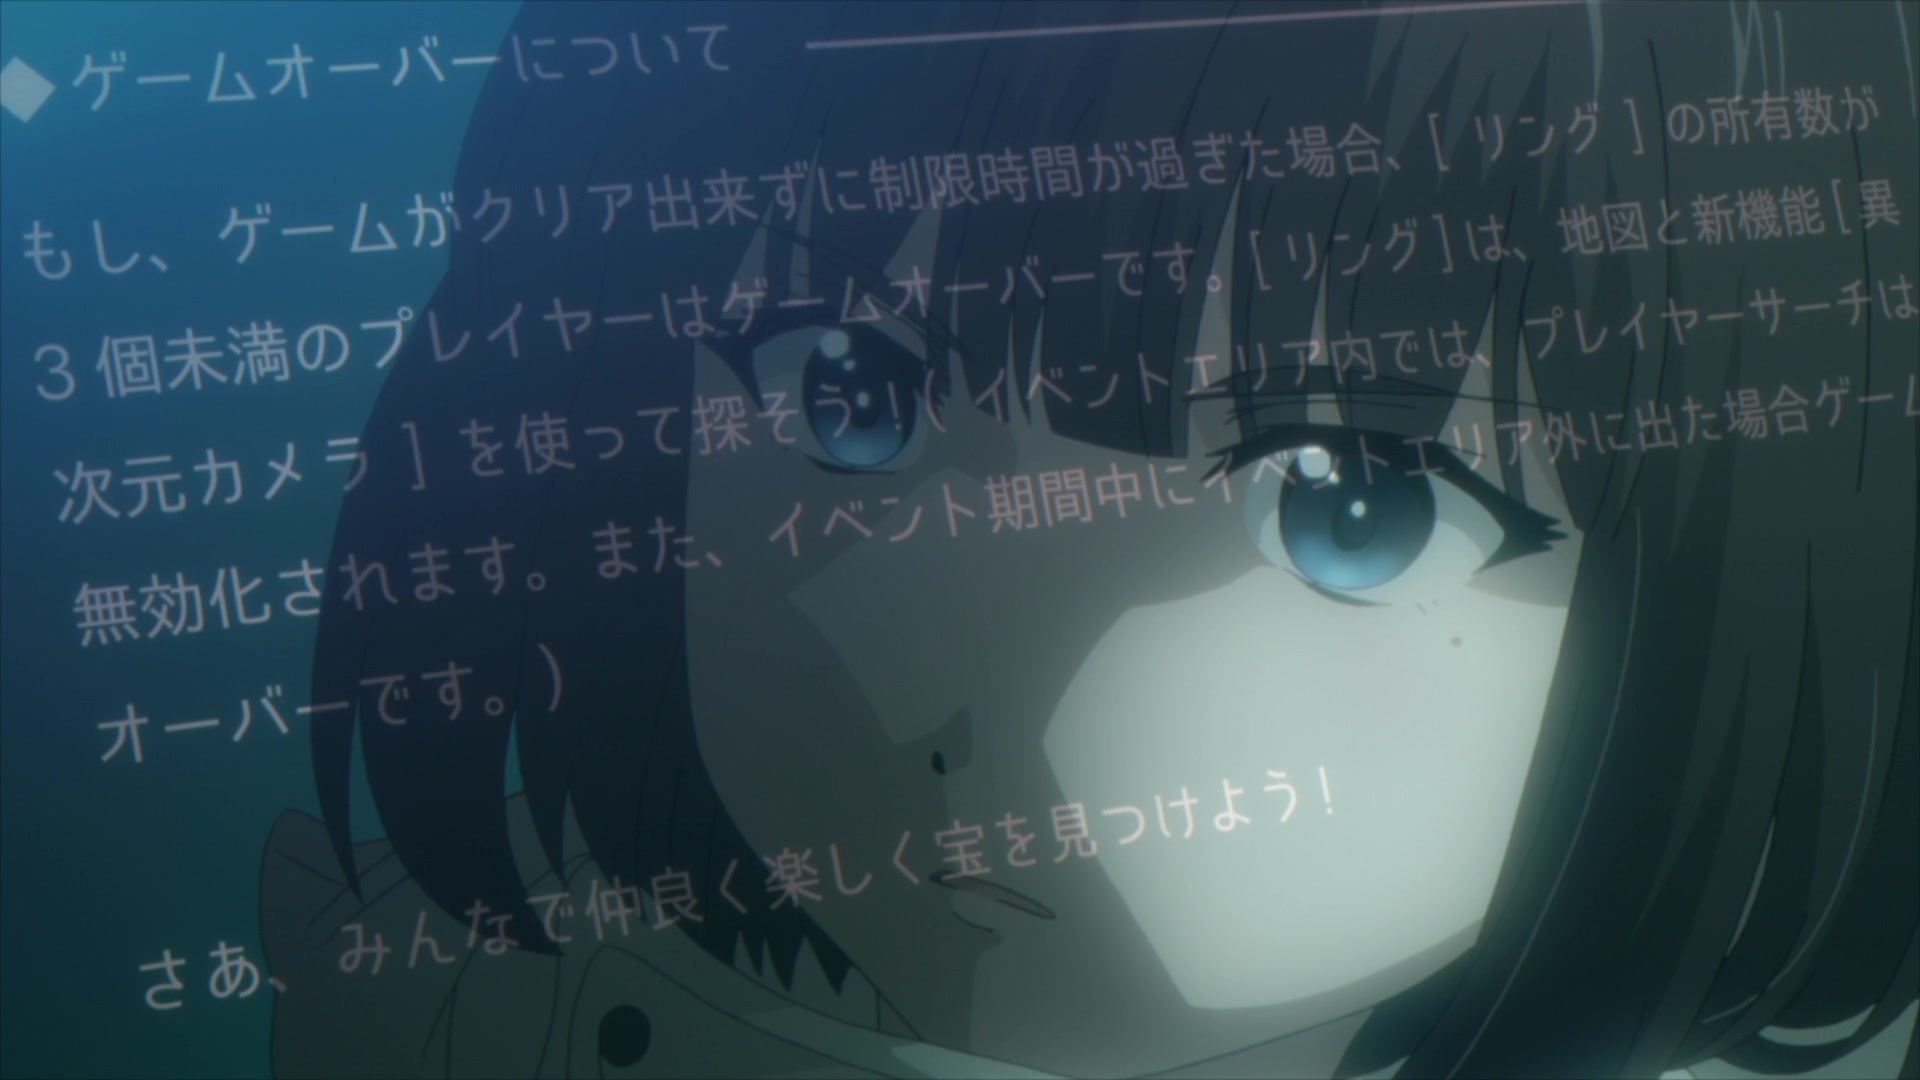 ◆ゲームオーバーについて
もし、ゲームがクリア出来ずに制限時間が過ぎた場合、[リング]の所有数が
3個未満のプレイヤーはゲームオーバーです。[リング]は、地図と新機能[異
次元カメラ]を使って探そう!(イベントエリア内では、プレイヤーサーチは
無効化されます。また、イベント期間中にイベントエリア外に出た場合ゲーム
オーバーです。)
さあ、みんなで仲良く楽しく宝を見つけよう!